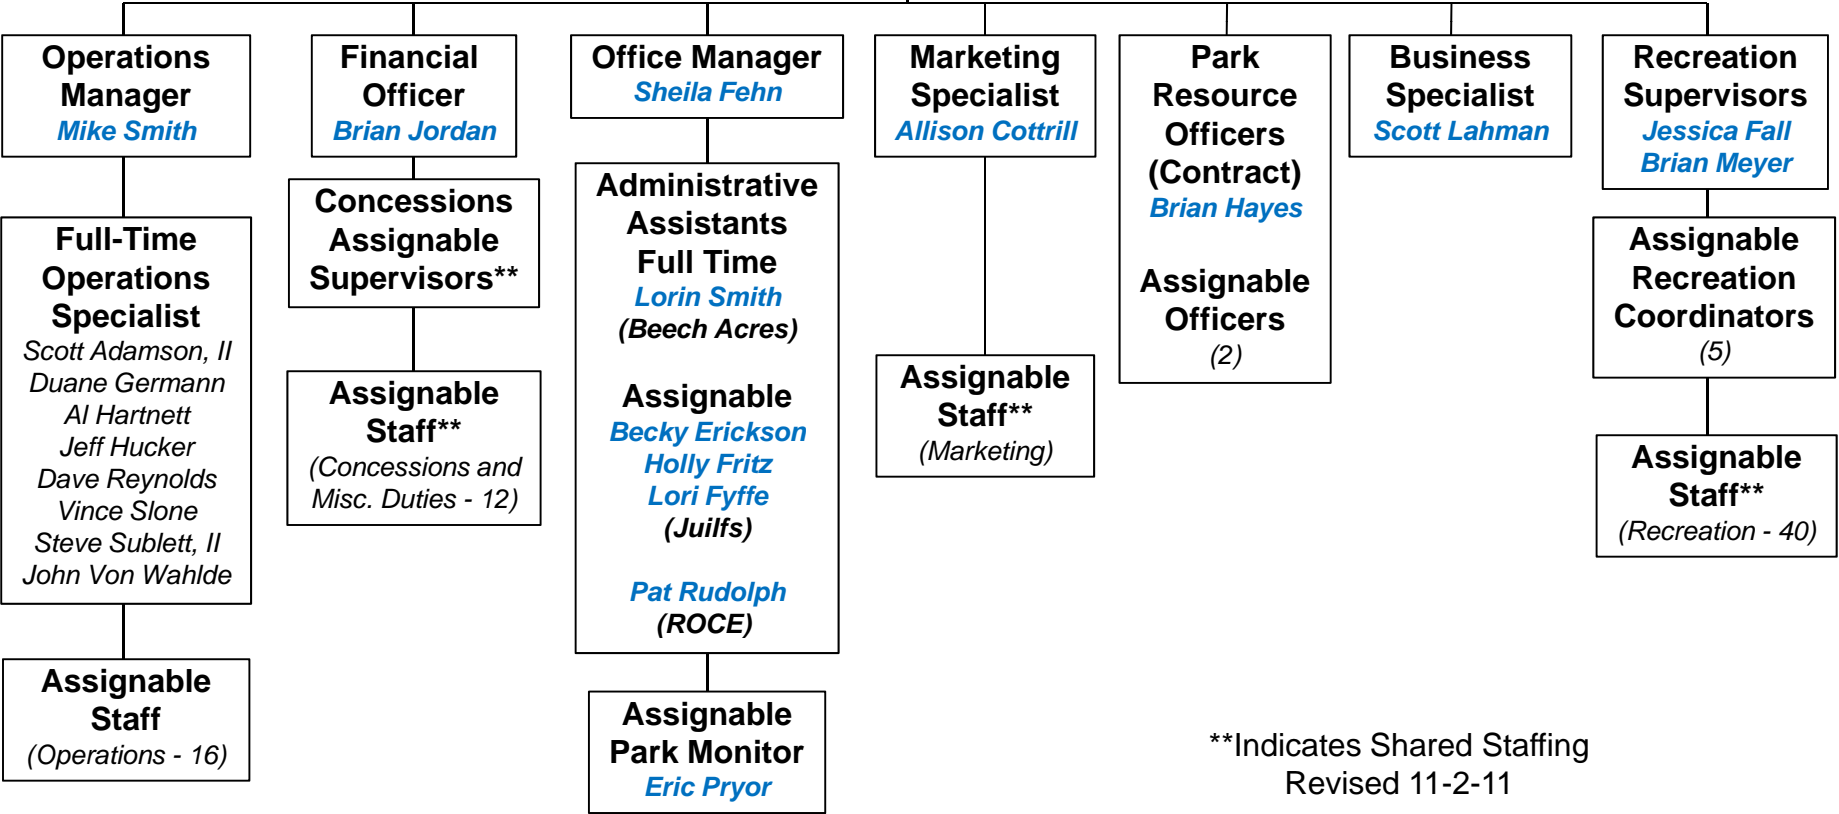 Operations
Manager
Mike Smith
Full-Time
Operations
Specialist
Scott Adamson, II
Duane Germann
Al Hartnett
Jeff Hucker
Dave Reynolds
Vince Slone
Steve Sublett, II
John Von Wahlde
Assignable
Staff
(Operations - 16)
Financial
Officer
Brian Jordan
Concessions
Assignable
Supervisors**
Assignable
Staff**
(Concessions and
Misc. Duties - 12)
Office Manager
Sheila Fehn
Administrative
Assistants
Full Time
Lorin Smith
(Beech Acres)
Assignable
Becky Erickson
Holly Fritz
Lori Fyffe
(Juilfs)
Pat Rudolph
(ROCE)
Assignable
Park Monitor
Eric Pryor
Marketing
Specialist
Allison Cottrill
Assignable
Staff**
(Marketing)
Park
Resource
Officers
(Contract)
Brian Hayes
Assignable
Officers
(2)
Business
Specialist
Scott Lahman
Recreation
Supervisors
Jessica Fall
Brian Meyer
Assignable
Recreation
Coordinators
(5)
Assignable
Staff**
(Recreation - 40)
**Indicates Shared Staffing
Revised 11-2-11